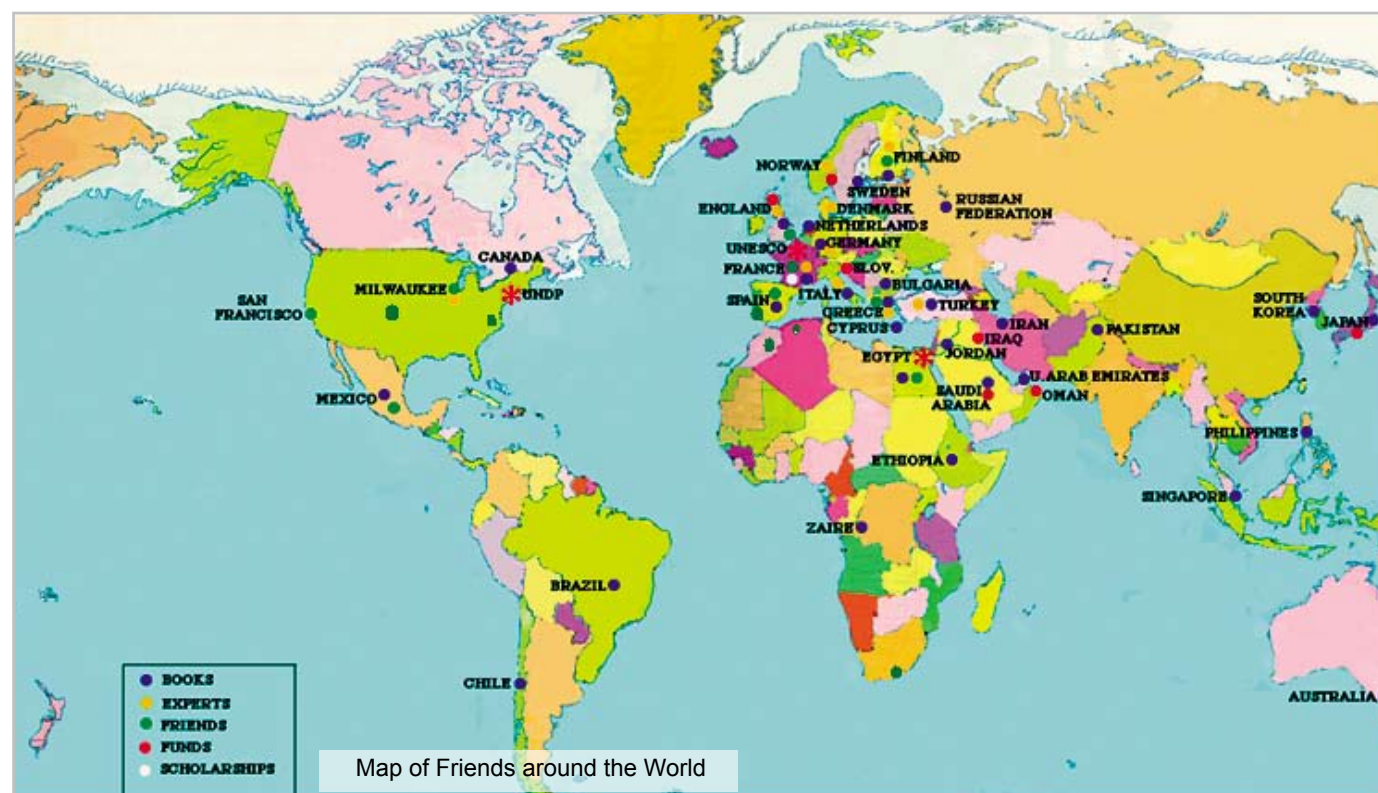 NORWAY
FINLAND
SWEDEN
RUSSIAN
FEDERATION
ENGLAND
DENMARK
NETHERLANDS
UNESCO
GERMANY
CANADA
FRANCE
SLOV.
MILWAUKEE
UNDP
BULGARIA
SAN
FRANCISCO
SPAIN
ITALY
TURKEY
SOUTH
KOREA
GREECE
CYPRUS
IRAN
PAKISTAN
JAPAN
IRAQ
EGYPT
JORDAN
U. ARAB EMIRATES
SAUDI
ARABIA
OMAN
MEXICO
PHILIPPINES
ETHIOPIA
SINGAPORE
ZAIRE
BRAZIL
CHILE
AUSTRALIA
BOOKS
EXPERTS
FRIENDS
FUNDS
SCHOLARSHIPS
Map of Friends around the World